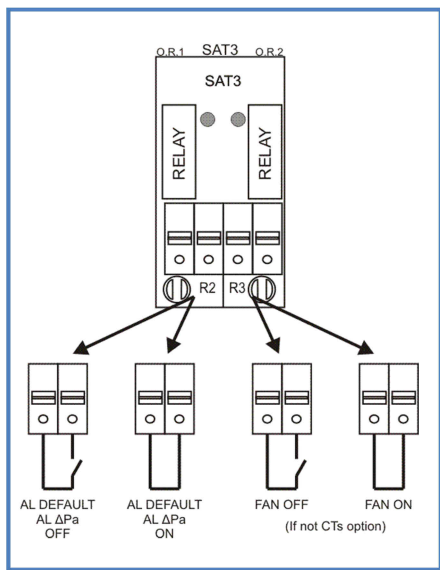 O.R.1 SAT3 O.R.2
SAT3
RELAY RELAY
R2 R3
AL DEFAULT AL DEFAULT FAN OFF FAN ON
AL ΔPa AL ΔPa (If not CTs option)
OFF ON